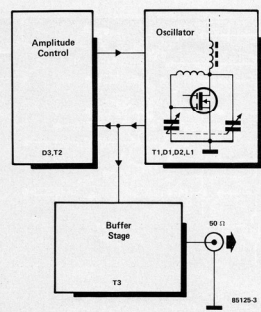 Amplitude
Control
Oscillator
D3,T2
T1,D1,D2,L1
Buffer
Stage
50 Ω
T3
85125-3